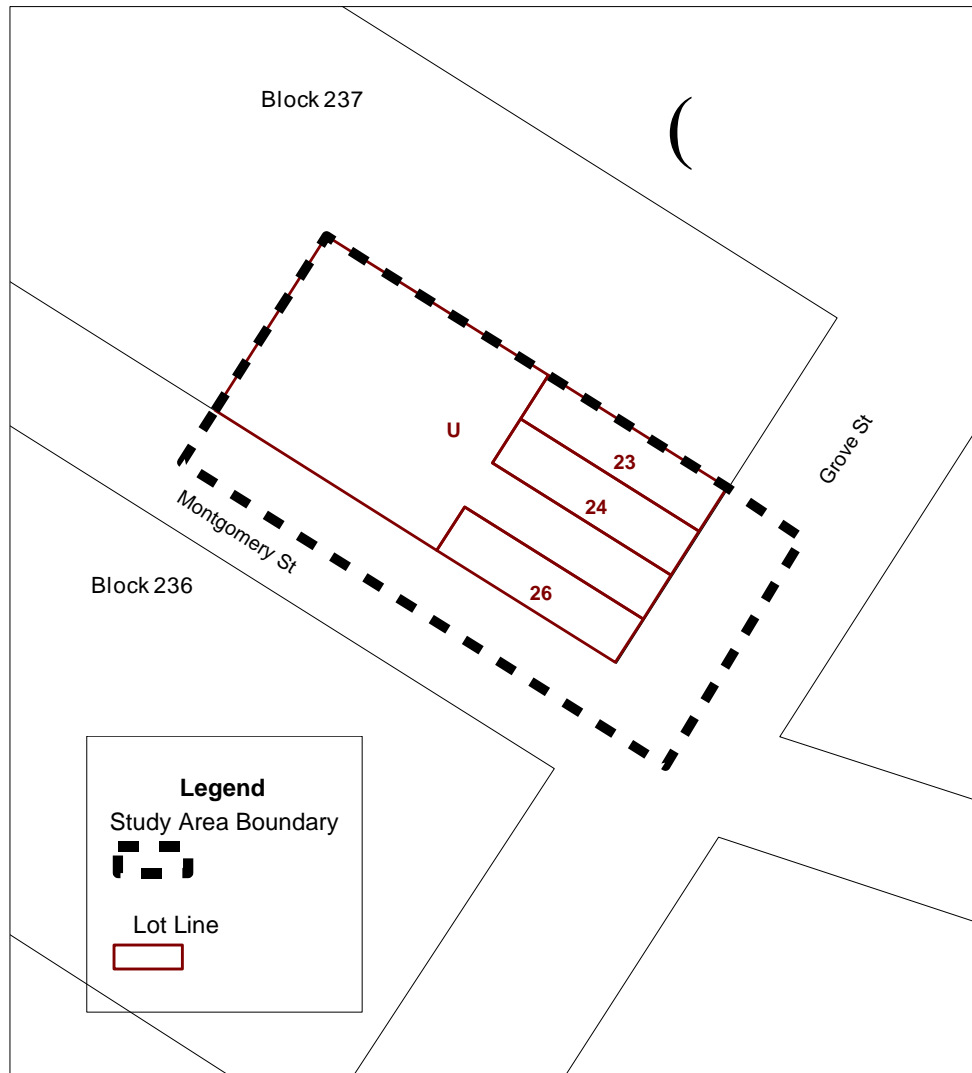 Block 237
(
U
23
24
26
Grove St
Montgomery St
Block 236
Legend
Study Area Boundary
Lot Line